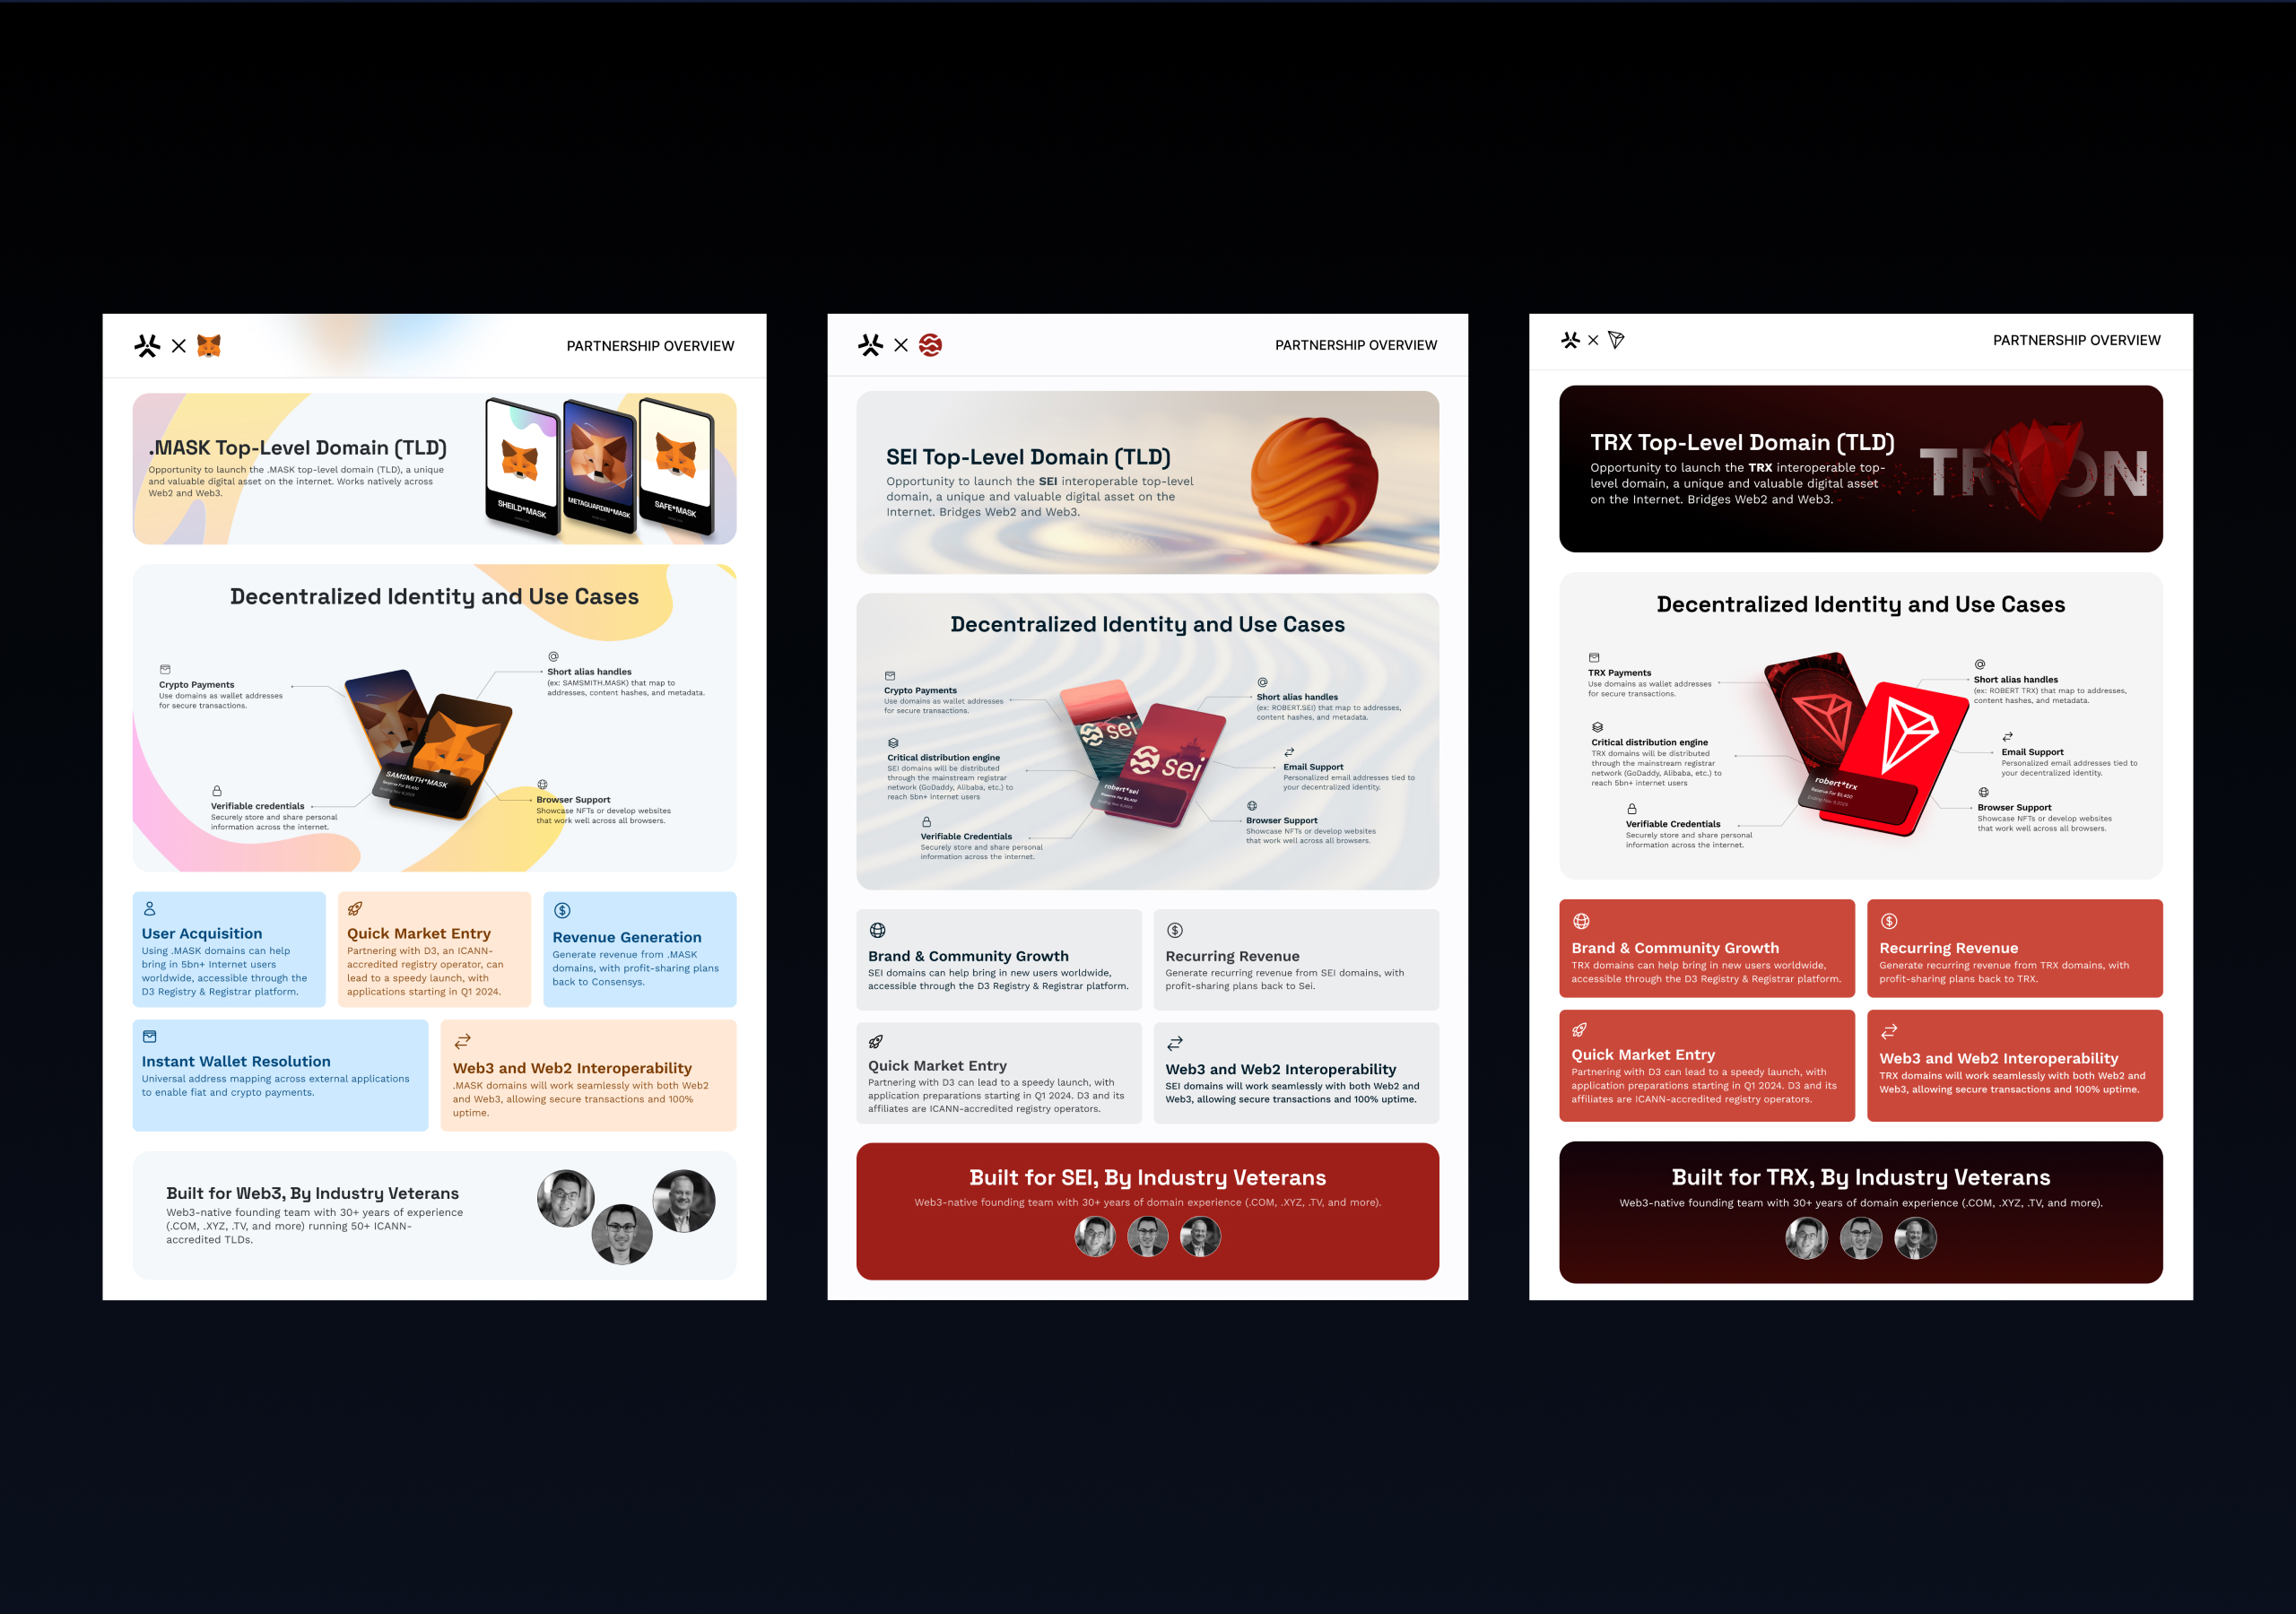 PARTNERSHIP OVERVIEW
.MASK Top-Level Domain (TLD)
Opportunity to launch the .MASK top-level domain (TLD), a unique
and valuable digital asset on the internet. Works natively across
Web2 and Web3.
SHEILD*MASK
METAGUARDIN*MASK
SAFE*MASK
Decentralized Identity and Use Cases
Crypto Payments
Use domains as wallet addresses
for secure transactions.
Short alias handles
(ex: SAMSMITH.MASK) that map to
addresses, content hashes, and metadata.
SAMSMITH*MASK
Reserve For $5,400
Ending Nov 9,2023
Verifiable credentials
Securely store and share personal
information across the internet.
Browser Support
Showcase NFTs or develop websites
that work well across all browsers.
User Acquisition
Using .MASK domains can help
bring in 5bn+ Internet users
worldwide, accessible through the
D3 Registry & Registrar platform.
Quick Market Entry
Partnering with D3, an ICANN-
accredited registry operator, can
lead to a speedy launch, with
applications starting in Q1 2024.
Revenue Generation
Generate revenue from .MASK
domains, with profit-sharing plans
back to Consensys.
Instant Wallet Resolution
Universal address mapping across external applications
to enable fiat and crypto payments.
Web3 and Web2 Interoperability
.MASK domains will work seamlessly with both Web2
and Web3, allowing secure transactions and 100%
uptime.
Built for Web3, By Industry Veterans
Web3-native founding team with 30+ years of experience
(.COM, .XYZ, .TV, and more) running 50+ ICANN-
accredited TLDs.
PARTNERSHIP OVERVIEW
SEI Top-Level Domain (TLD)
Opportunity to launch the SEI interoperable top-level
domain, a unique and valuable digital asset on the
Internet. Bridges Web2 and Web3.
Decentralized Identity and Use Cases
Crypto Payments
Use domains as wallet addresses
for secure transactions.
Critical distribution engine
SEI domains will be distributed
through the mainstream registrar
network (GoDaddy, Alibaba, etc.) to
reach 5bn+ internet users
Verifiable Credentials
Securely store and share personal
information across the internet.
sei
sei
robert*sei
Reserve For $5,400
Ending Nov 9,2023
Short alias handles
(ex: ROBERT.SEI) that map to addresses,
content hashes, and metadata.
Email Support
Personalized email addresses tied to
your decentralized identity.
Browser Support
Showcase NFTs or develop websites
that work well across all browsers.
Brand & Community Growth
SEI domains can help bring in new users worldwide,
accessible through the D3 Registry & Registrar platform.
Recurring Revenue
Generate recurring revenue from SEI domains, with
profit-sharing plans back to Sei.
Quick Market Entry
Partnering with D3 can lead to a speedy launch, with
application preparations starting in Q1 2024. D3 and its
affiliates are ICANN-accredited registry operators.
Web3 and Web2 Interoperability
SEI domains will work seamlessly with both Web2 and
Web3, allowing secure transactions and 100% uptime.
Built for SEI, By Industry Veterans
Web3-native founding team with 30+ years of domain experience (.COM, .XYZ, .TV, and more).
PARTNERSHIP OVERVIEW
TRX Top-Level Domain (TLD)
Opportunity to launch the TRX interoperable top-
level domain, a unique and valuable digital asset
on the Internet. Bridges Web2 and Web3.
TRON
Decentralized Identity and Use Cases
TRX Payments
Use domains as wallet addresses
for secure transactions.
Critical distribution engine
TRX domains will be distributed
through the mainstream registrar
network (GoDaddy, Alibaba, etc.) to
reach 5bn+ internet users
Verifiable Credentials
Securely store and share personal
information across the internet.
robert*trx
Reserve For $5,400
Ending Nov 9,2023
Short alias handles
(ex: ROBERT TRX) that map to addresses,
content hashes, and metadata.
Email Support
Personalized email addresses tied to
your decentralized identity.
Browser Support
Showcase NFTs or develop websites
that work well across all browsers.
Brand & Community Growth
TRX domains can help bring in new users worldwide,
accessible through the D3 Registry & Registrar platform.
Recurring Revenue
Generate recurring revenue from TRX domains, with
profit-sharing plans back to TRX.
Quick Market Entry
Partnering with D3 can lead to a speedy launch, with
application preparations starting in Q1 2024. D3 and its
affiliates are ICANN-accredited registry operators.
Web3 and Web2 Interoperability
TRX domains will work seamlessly with both Web2 and
Web3, allowing secure transactions and 100% uptime.
Built for TRX, By Industry Veterans
Web3-native founding team with 30+ years of domain experience (.COM, .XYZ, .TV, and more).